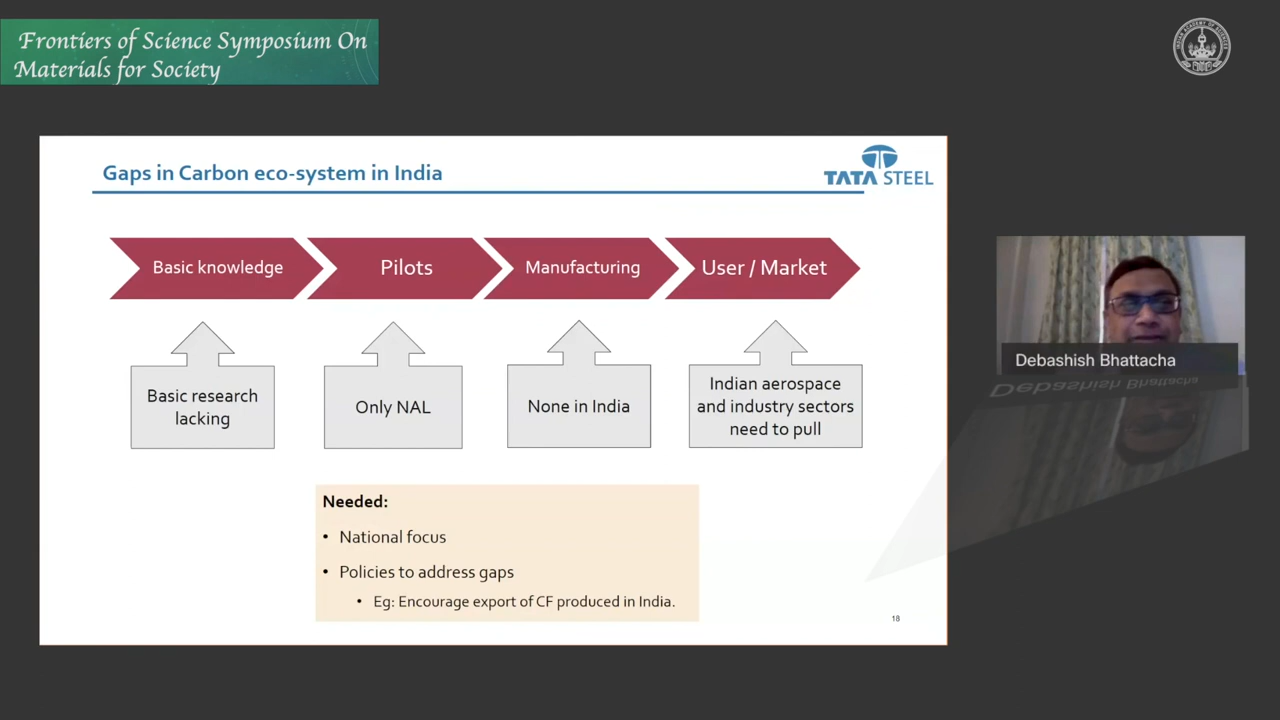 Frontiers of Science Symposium On
Materials for Society
Gaps in Carbon eco-system in India
TATA STEEL
Basic knowledge
Pilots
Manufacturing
User / Market
Basic research
lacking
Only NAL
None in India
Indian aerospace
and industry sectors
need to pull
Needed:
• National focus
• Policies to address gaps
• Eg: Encourage export of CF produced in India.
18
Debashish Bhattacha